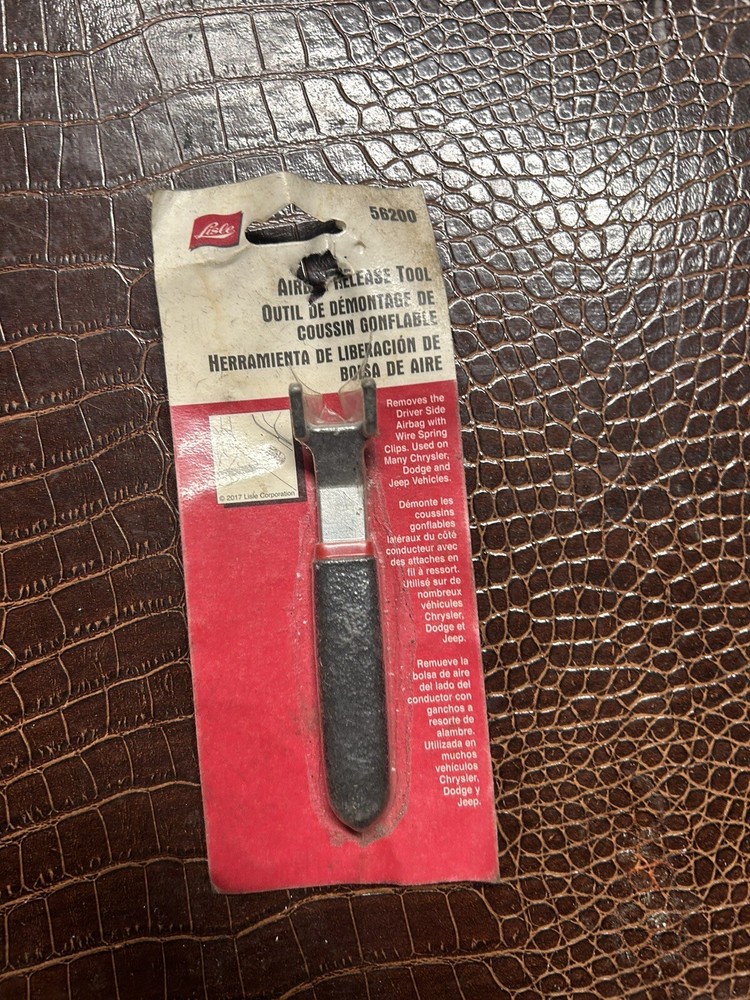 Lisle
56200
RELEASE TOOL
OUTIL DE DÉMONTAGE DE
COUSSIN GONFLABLE
HERRAMIENTA DE LIBERACIÓN DE
BOLSA DE AIRE
Removes the
Driver Side
Airbag with
Wire Spring
Clips. Used on
Many Chrysler,
Dodge and
Jeep Vehicles.
© 2017 Lisle Corporation
Démonte les
coussins
gonflables
latéraux du côté
conducteur avec
des attaches en
fil à ressort.
Utilisé sur de
nombreux
véhicules
Chrysler,
Dodge et
Jeep.
Remueve la
bolsa de aire
del lado del
conductor con
ganchos a
resorte de
alambre.
Utilizada en
muchos
vehículos
Chrysler,
Dodge y
Jeep.